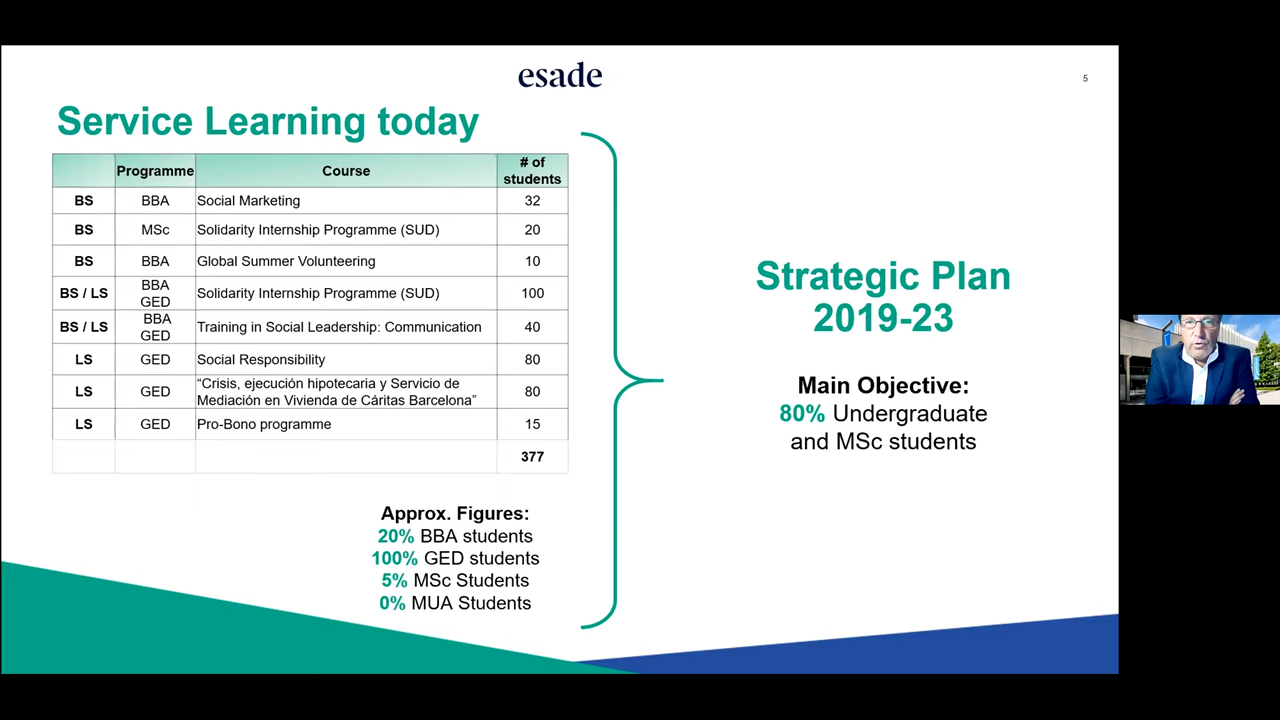 esade
5
Service Learning today
Programme Course # of students
BS BBA Social Marketing 32
BS MSc Solidarity Internship Programme (SUD) 20
BS BBA Global Summer Volunteering 10
BS / LS BBA GED Solidarity Internship Programme (SUD) 100
BS / LS BBA GED Training in Social Leadership: Communication 40
LS GED Social Responsibility 80
LS GED “Crisis, ejecución hipotecaria y Servicio de Mediación en Vivienda de Cáritas Barcelona” 80
LS GED Pro-Bono programme 15
377
Approx. Figures:
20% BBA students
100% GED students
5% MSc Students
0% MUA Students
Strategic Plan
2019-23
Main Objective:
80% Undergraduate
and MSc students